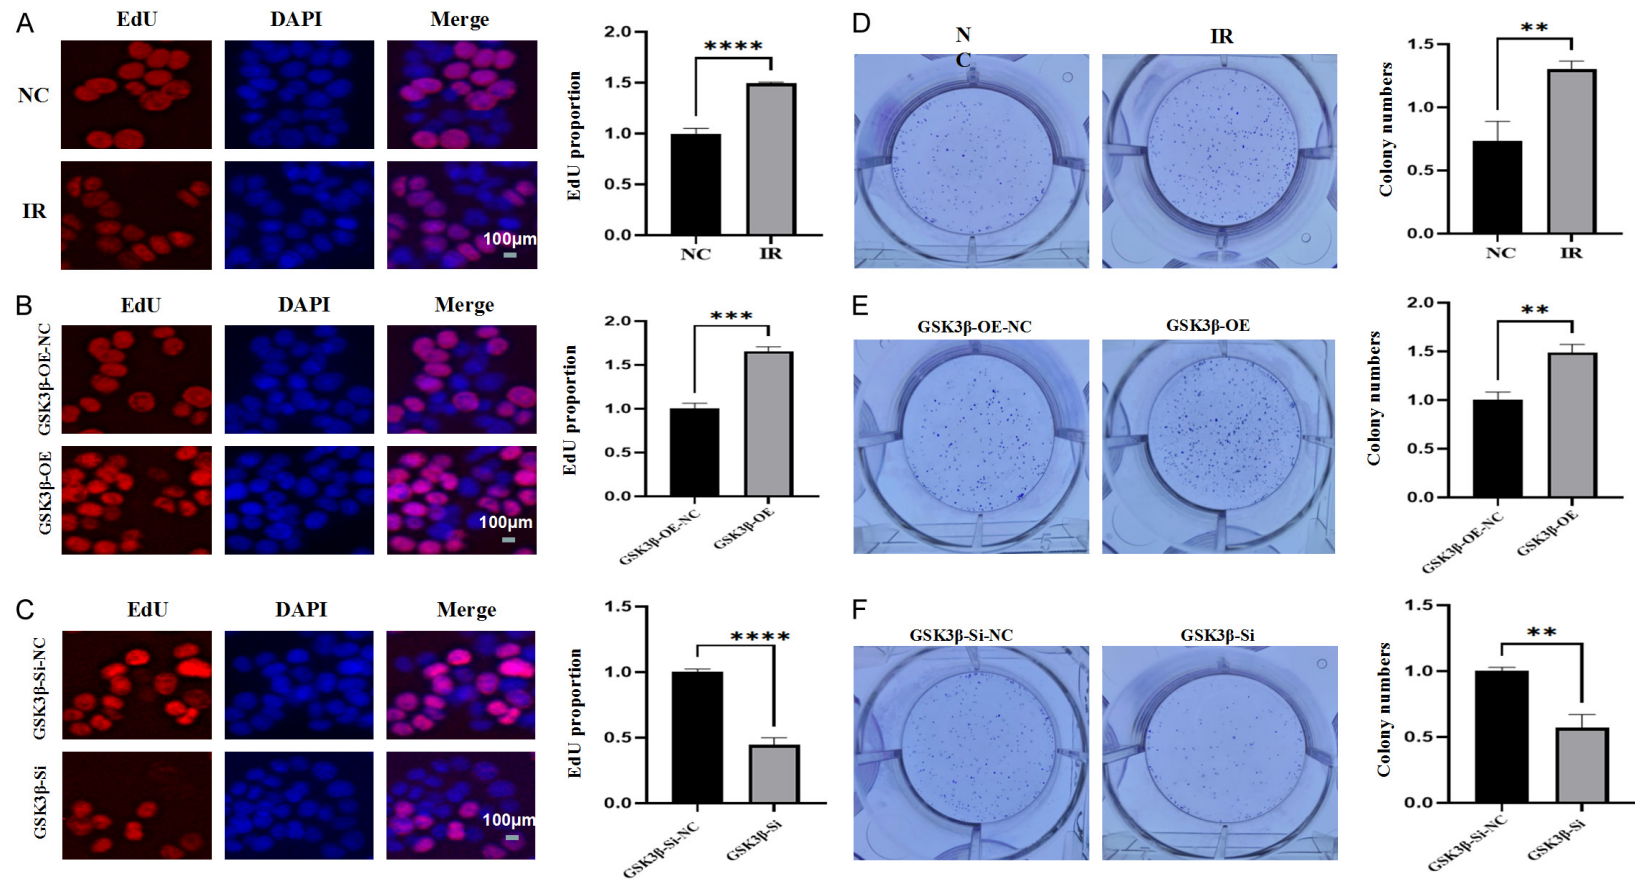 A
EdU
DAPI
Merge
NC
IR
100μm
EdU proportion
2.0
1.5
1.0
0.5
0.0
****
NC
IR
B
EdU
DAPI
Merge
GSK3β-OE-NC
GSK3β-OE
100μm
EdU proportion
2.0
1.5
1.0
0.5
0.0
***
GSK3β-OE-NC
GSK3β-OE
C
EdU
DAPI
Merge
GSK3β-Si-NC
GSK3β-Si
100μm
EdU proportion
1.5
1.0
0.5
0.0
****
GSK3β-Si-NC
GSK3β-Si
D
N
C
IR
Colony numbers
1.5
1.0
0.5
0.0
**
NC
IR
E
GSK3β-OE-NC
GSK3β-OE
Colony numbers
2.0
1.5
1.0
0.5
0.0
**
GSK3β-OE-NC
GSK3β-OE
F
GSK3β-Si-NC
GSK3β-Si
Colony numbers
1.5
1.0
0.5
0.0
**
GSK3β-Si-NC
GSK3β-Si